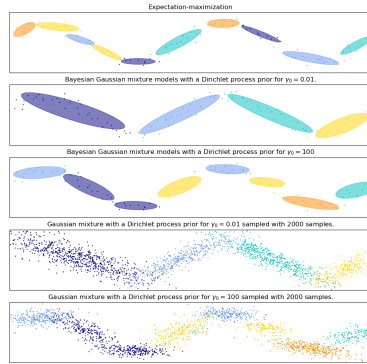 Expectation-maximization
Bayesian Gaussian mixture models with a Dirichlet process prior for γ₀ = 0.01.
Bayesian Gaussian mixture models with a Dirichlet process prior for γ₀ = 100
Gaussian mixture with a Dirichlet process prior for γ₀ = 0.01 sampled with 2000 samples.
Gaussian mixture with a Dirichlet process prior for γ₀ = 100 sampled with 2000 samples.